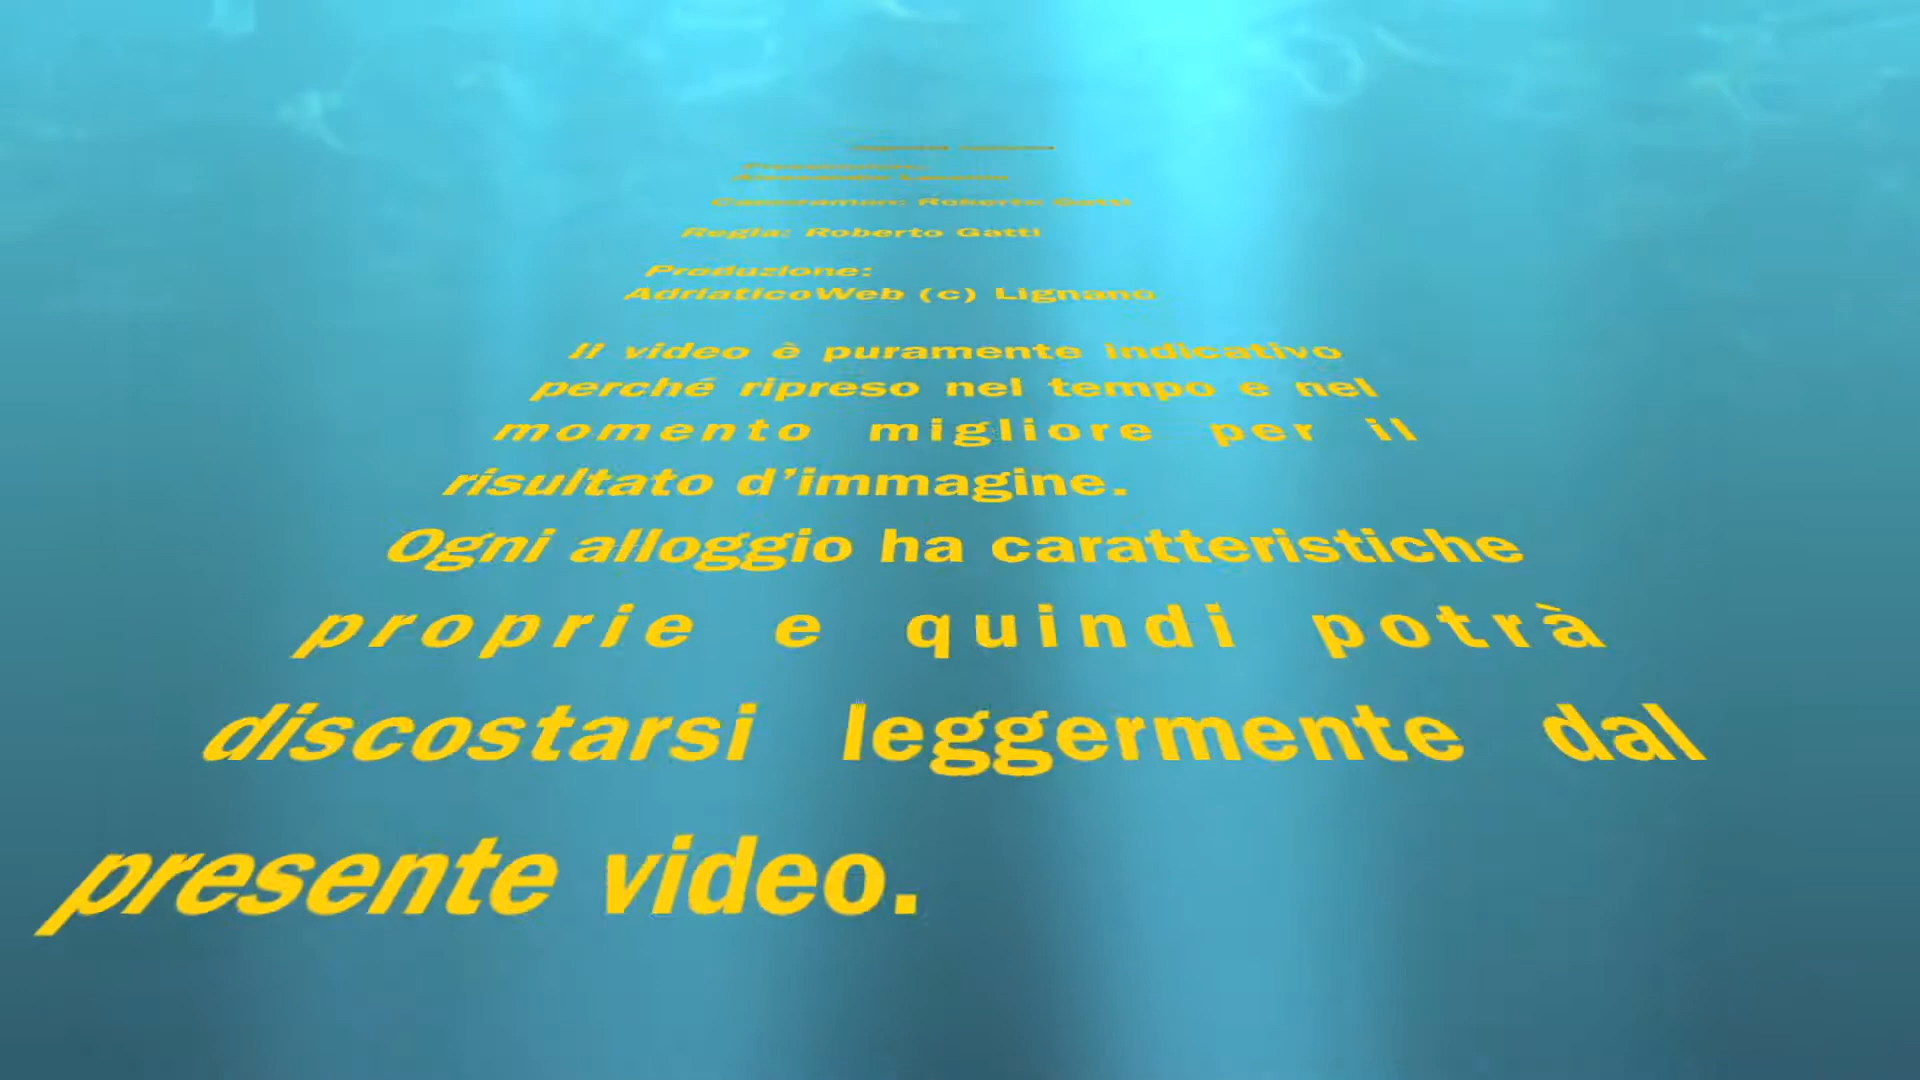 Cameraman: Roberto Gatti
Regia: Roberto Gatti
Produzione:
AdriaticoWeb (c) Lignano
Il video è puramente indicativo
perché ripreso nel tempo e nel
momento migliore per il
risultato d’immagine.
Ogni alloggio ha caratteristiche
proprie e quindi potrà
discostarsi leggermente dal
presente video.